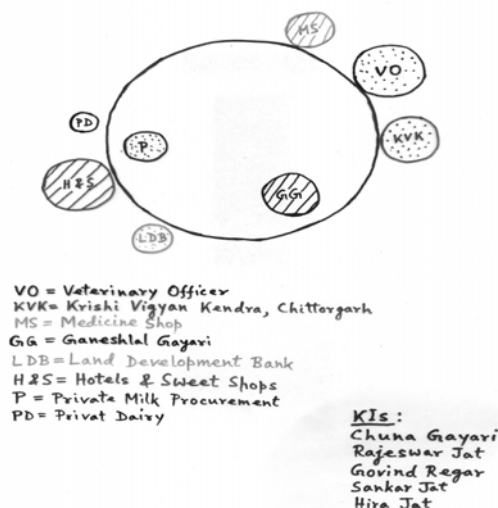 MS
VO
PD
P
KVK
H&S
GG
LDB
VO = Veterinary Officer
KVK= Krishi Vigyan Kendra, Chittorgarh
MS = Medicine Shop
GG = Ganeshlal Gayari
LDB = Land Development Bank
H&S = Hotels & Sweet Shops
P = Private Milk Procurement
PD = Privat Dairy
KIs :
Chuna Gayari
Rajeswar Jat
Govind Regar
Sankar Jat
Hira Jat